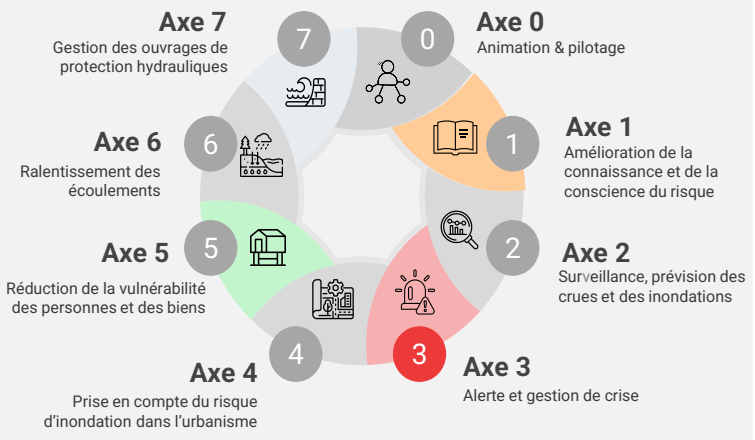 Axe 7
Gestion des ouvrages de
protection hydrauliques
7
0
Axe 0
Animation & pilotage
Axe 6
Ralentissement des
écoulements
6
1
Axe 1
Amélioration de la
connaissance et de la
conscience du risque
Axe 5
Réduction de la vulnérabilité
des personnes et des biens
5
2
Axe 2
Surveillance, prévision des
crues et des inondations
Axe 4
Prise en compte du risque
d'inondation dans l'urbanisme
4
3
Axe 3
Alerte et gestion de crise